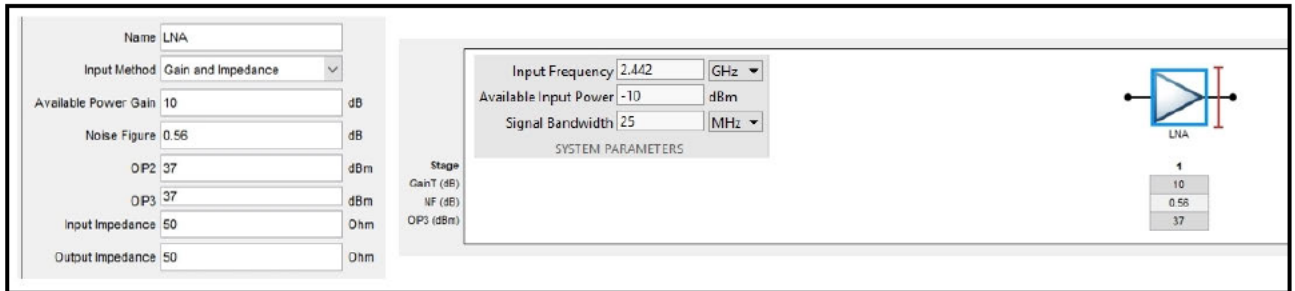 Name LNA
Input Method Gain and Impedance
Available Power Gain 10 dB
Noise Figure 0.56 dB
OIP2 37 dBm
OIP3 37 dBm
Input Impedance 50 Ohm
Output Impedance 50 Ohm
Input Frequency 2.442 GHz
Available Input Power -10 dBm
Signal Bandwidth 25 MHz
SYSTEM PARAMETERS
LNA
Stage 1
GainT (dB) 10
NF (dB) 0.56
OIP3 (dBm) 37